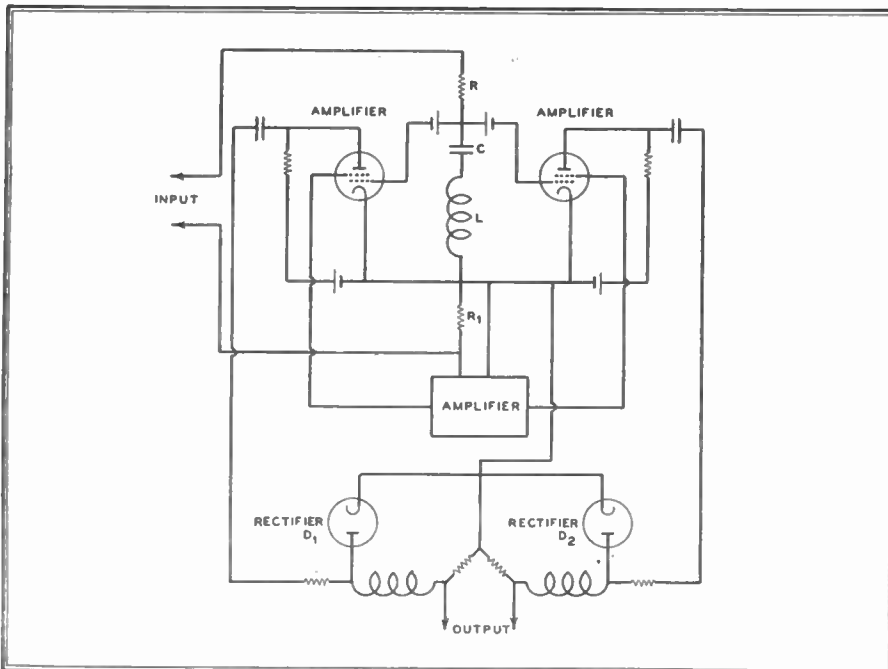 R
AMPLIFIER
AMPLIFIER
C
INPUT
L
R1
AMPLIFIER
RECTIFIER
D1
RECTIFIER
D2
OUTPUT